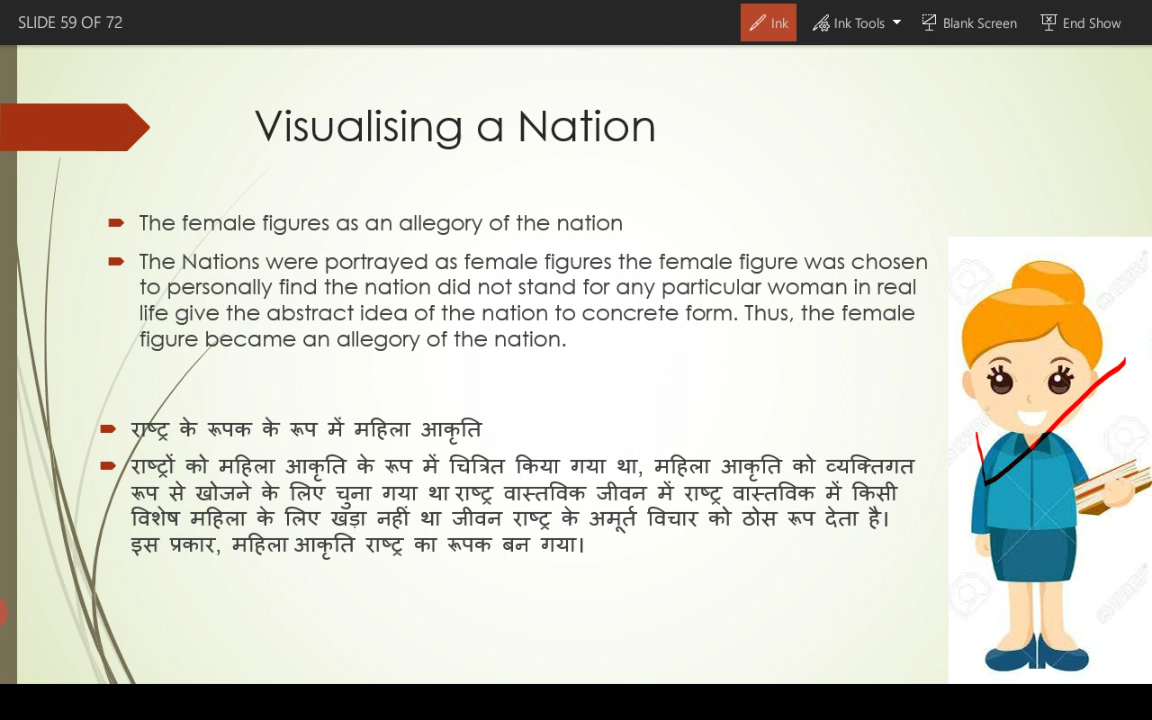 SLIDE 59 OF 72
Ink
Ink Tools
Blank Screen
End Show
Visualising a Nation
The female figures as an allegory of the nation
The Nations were portrayed as female figures the female figure was chosen
to personally find the nation did not stand for any particular woman in real
life give the abstract idea of the nation to concrete form. Thus, the female
figure became an allegory of the nation.
राष्ट्र के रूपक के रूप में महिला आकृति
राष्ट्रों को महिला आकृति के रूप में चित्रित किया गया था, महिला आकृति को व्यक्तिगत
रूप से खोजने के लिए चुना गया था राष्ट्र वास्तविक जीवन में राष्ट्र वास्तविक में किसी
विशेष महिला के लिए खड़ा नहीं था जीवन राष्ट्र के अमूर्त विचार को ठोस रूप देता है।
इस प्रकार, महिला आकृति राष्ट्र का रूपक बन गया।